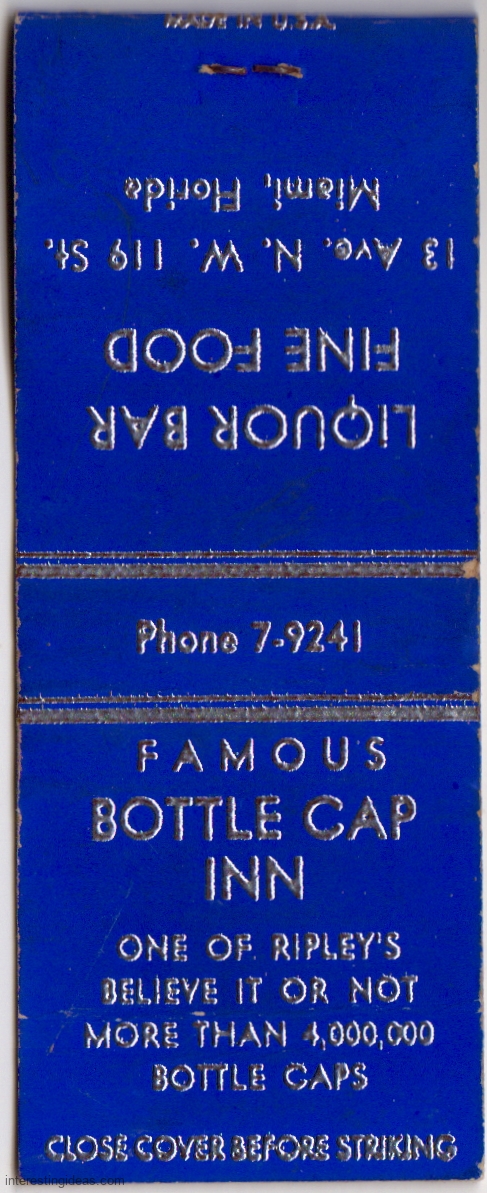 MADE IN U.S.A.
LIQUOR BAR
FINE FOOD
13 Ave. N. W. 119 St.
Miami, Florida
Phone 7-9241
FAMOUS
BOTTLE CAP
INN
ONE OF RIPLEY'S
BELIEVE IT OR NOT
MORE THAN 4,000,000
BOTTLE CAPS
CLOSE COVER BEFORE STRIKING
interestingideas.com